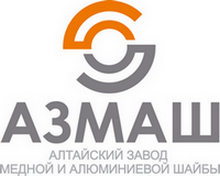 АЗМАШ
АЛТАЙСКИЙ ЗАВОД
МЕДНОЙ И АЛЮМИНИЕВОЙ ШАЙБЫ